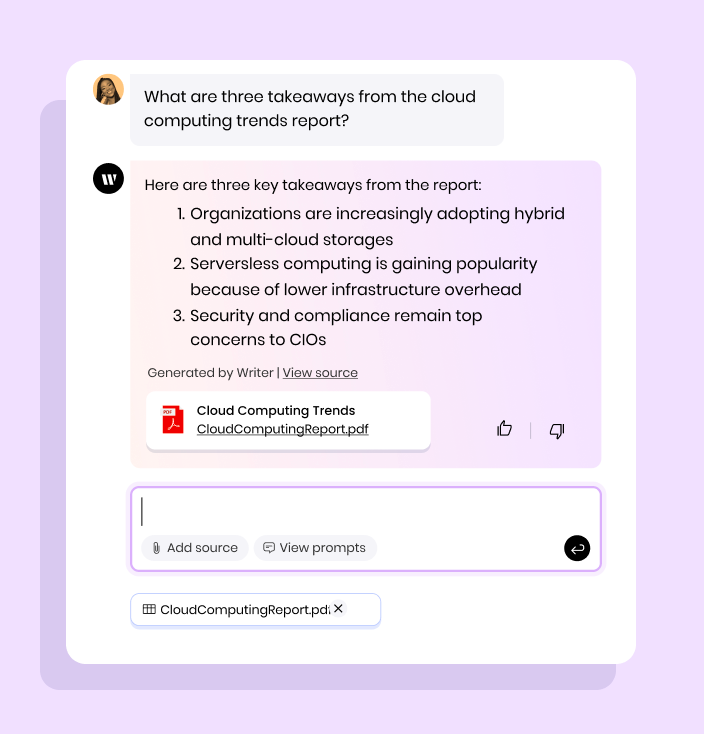 What are three takeaways from the cloud
computing trends report?
W
Here are three key takeaways from the report:
1. Organizations are increasingly adopting hybrid
and multi-cloud storages
2. Serversless computing is gaining popularity
because of lower infrastructure overhead
3. Security and compliance remain top
concerns to CIOs
Generated by Writer | View source
PDF
Cloud Computing Trends
CloudComputingReport.pdf
Add source
View prompts
CloudComputingReport.pdf